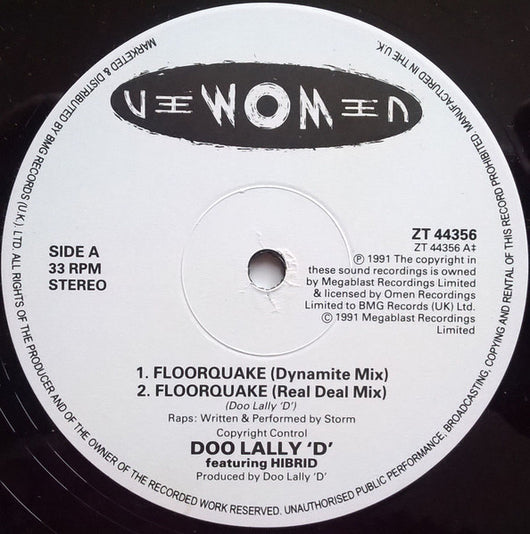 SIDE A
33 RPM
STEREO
ZT 44356
ZT 44356 A‡
℗ 1991 The copyright in
these sound recordings is owned
by Megablast Recordings Limited
& licensed by Omen Recordings
Limited to BMG Records (UK) Ltd.
© 1991 Megablast Recordings
Limited
1. FLOORQUAKE (Dynamite Mix)
2. FLOORQUAKE (Real Deal Mix)
(Doo Lally 'D')
Raps: Written & Performed by Storm
Copyright Control
DOO LALLY 'D'
featuring HIBRID
Produced by Doo Lally 'D'
MARKETED & DISTRIBUTED BY BMG RECORDS (U.K.) LTD. ALL RIGHTS OF THE PRODUCER AND OF THE OWNER OF THE RECORDED WORK RESERVED. UNAUTHORISED PUBLIC PERFORMANCE, BROADCASTING, COPYING AND RENTAL OF THIS RECORD PROHIBITED. MANUFACTURED IN THE U.K.